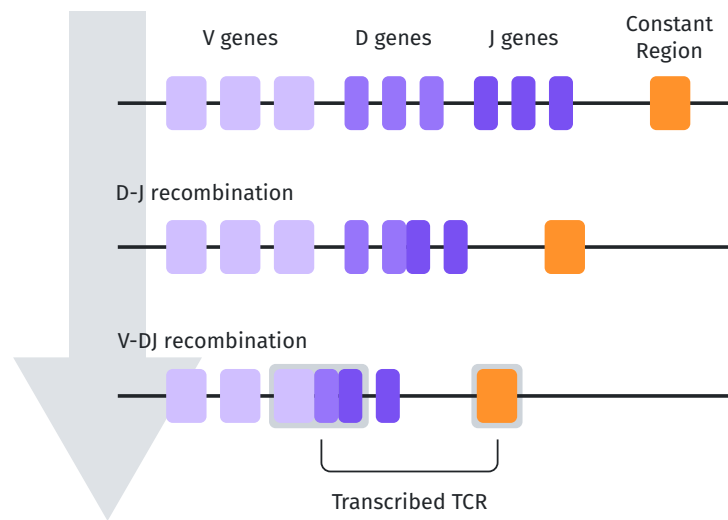 V genes
D genes
J genes
Constant
Region
D-J recombination
V-DJ recombination
Transcribed TCR